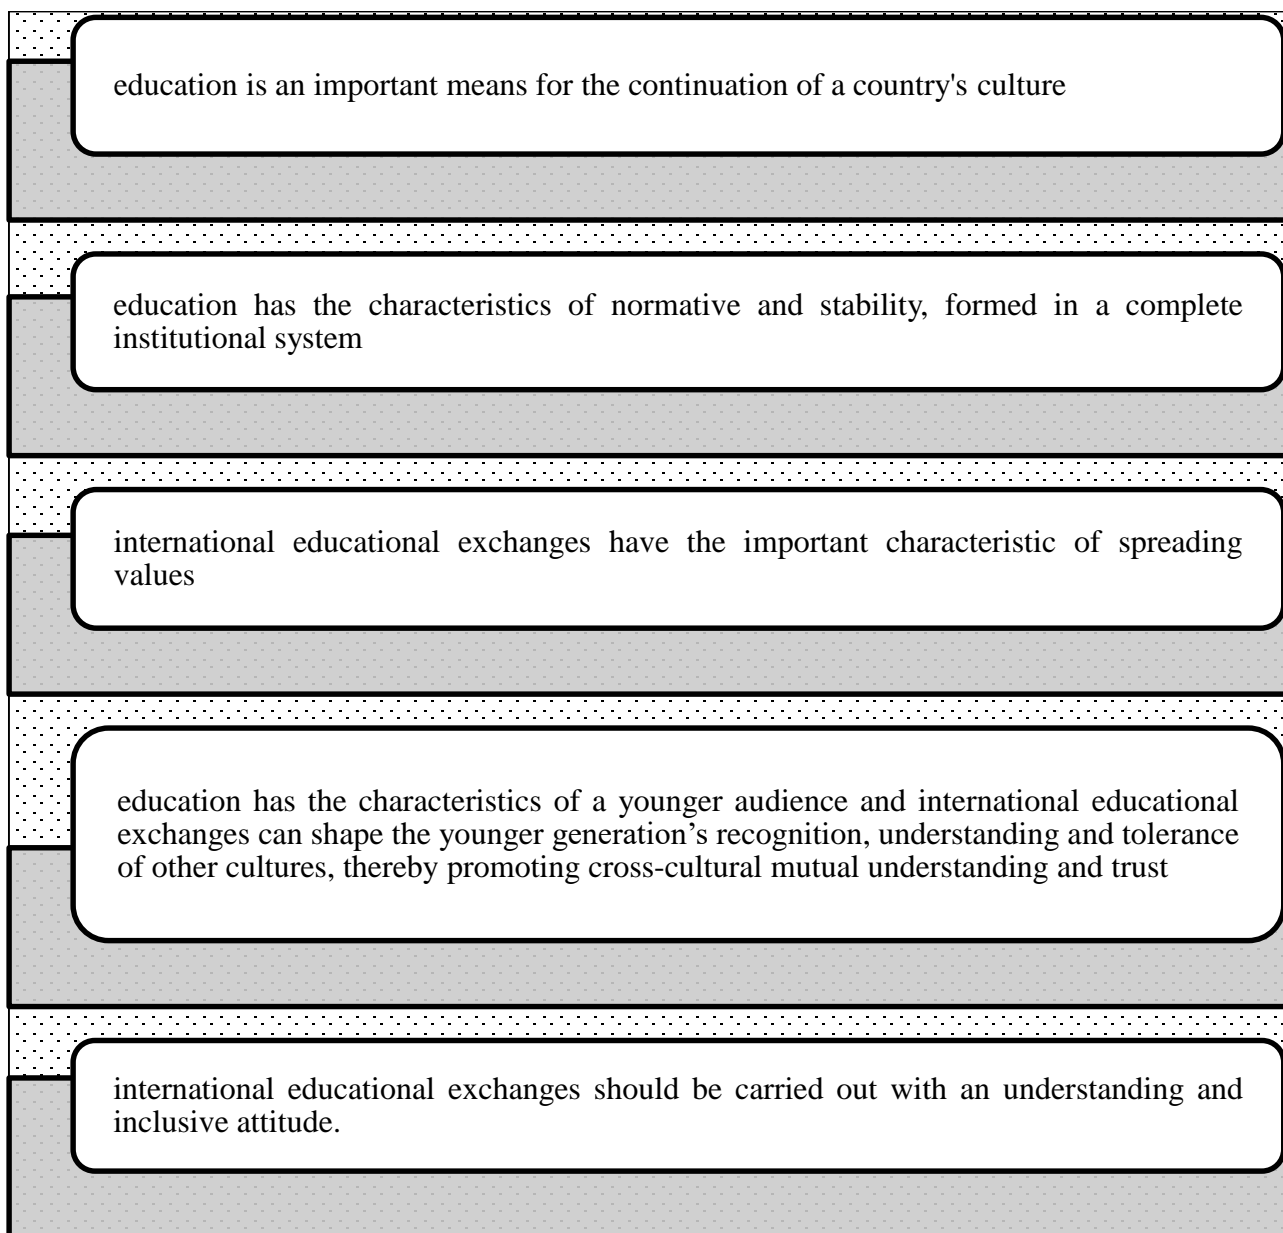 education is an important means for the continuation of a country's culture
education has the characteristics of normative and stability, formed in a complete
institutional system
international educational exchanges have the important characteristic of spreading
values
education has the characteristics of a younger audience and international educational
exchanges can shape the younger generation’s recognition, understanding and tolerance
of other cultures, thereby promoting cross-cultural mutual understanding and trust
international educational exchanges should be carried out with an understanding and
inclusive attitude.